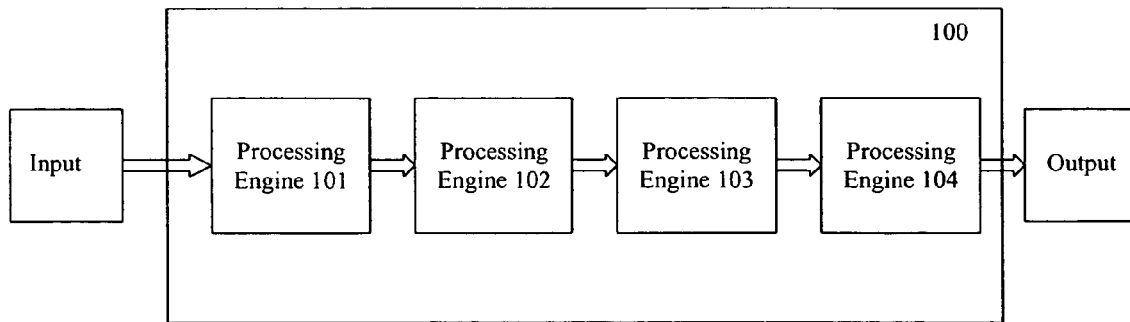 100
Input
Processing
Engine 101
Processing
Engine 102
Processing
Engine 103
Processing
Engine 104
Output